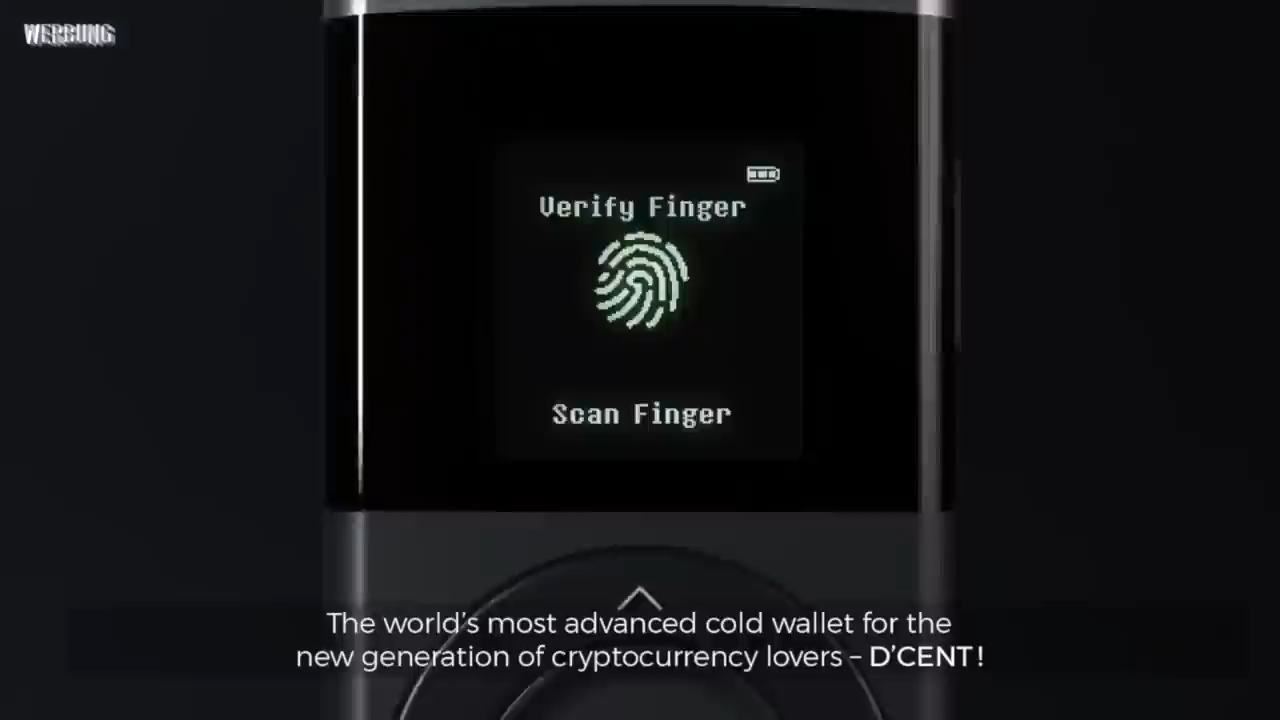 WERBUNG
Verify Finger
Scan Finger
The world's most advanced cold wallet for the
new generation of cryptocurrency lovers – D'CENT!